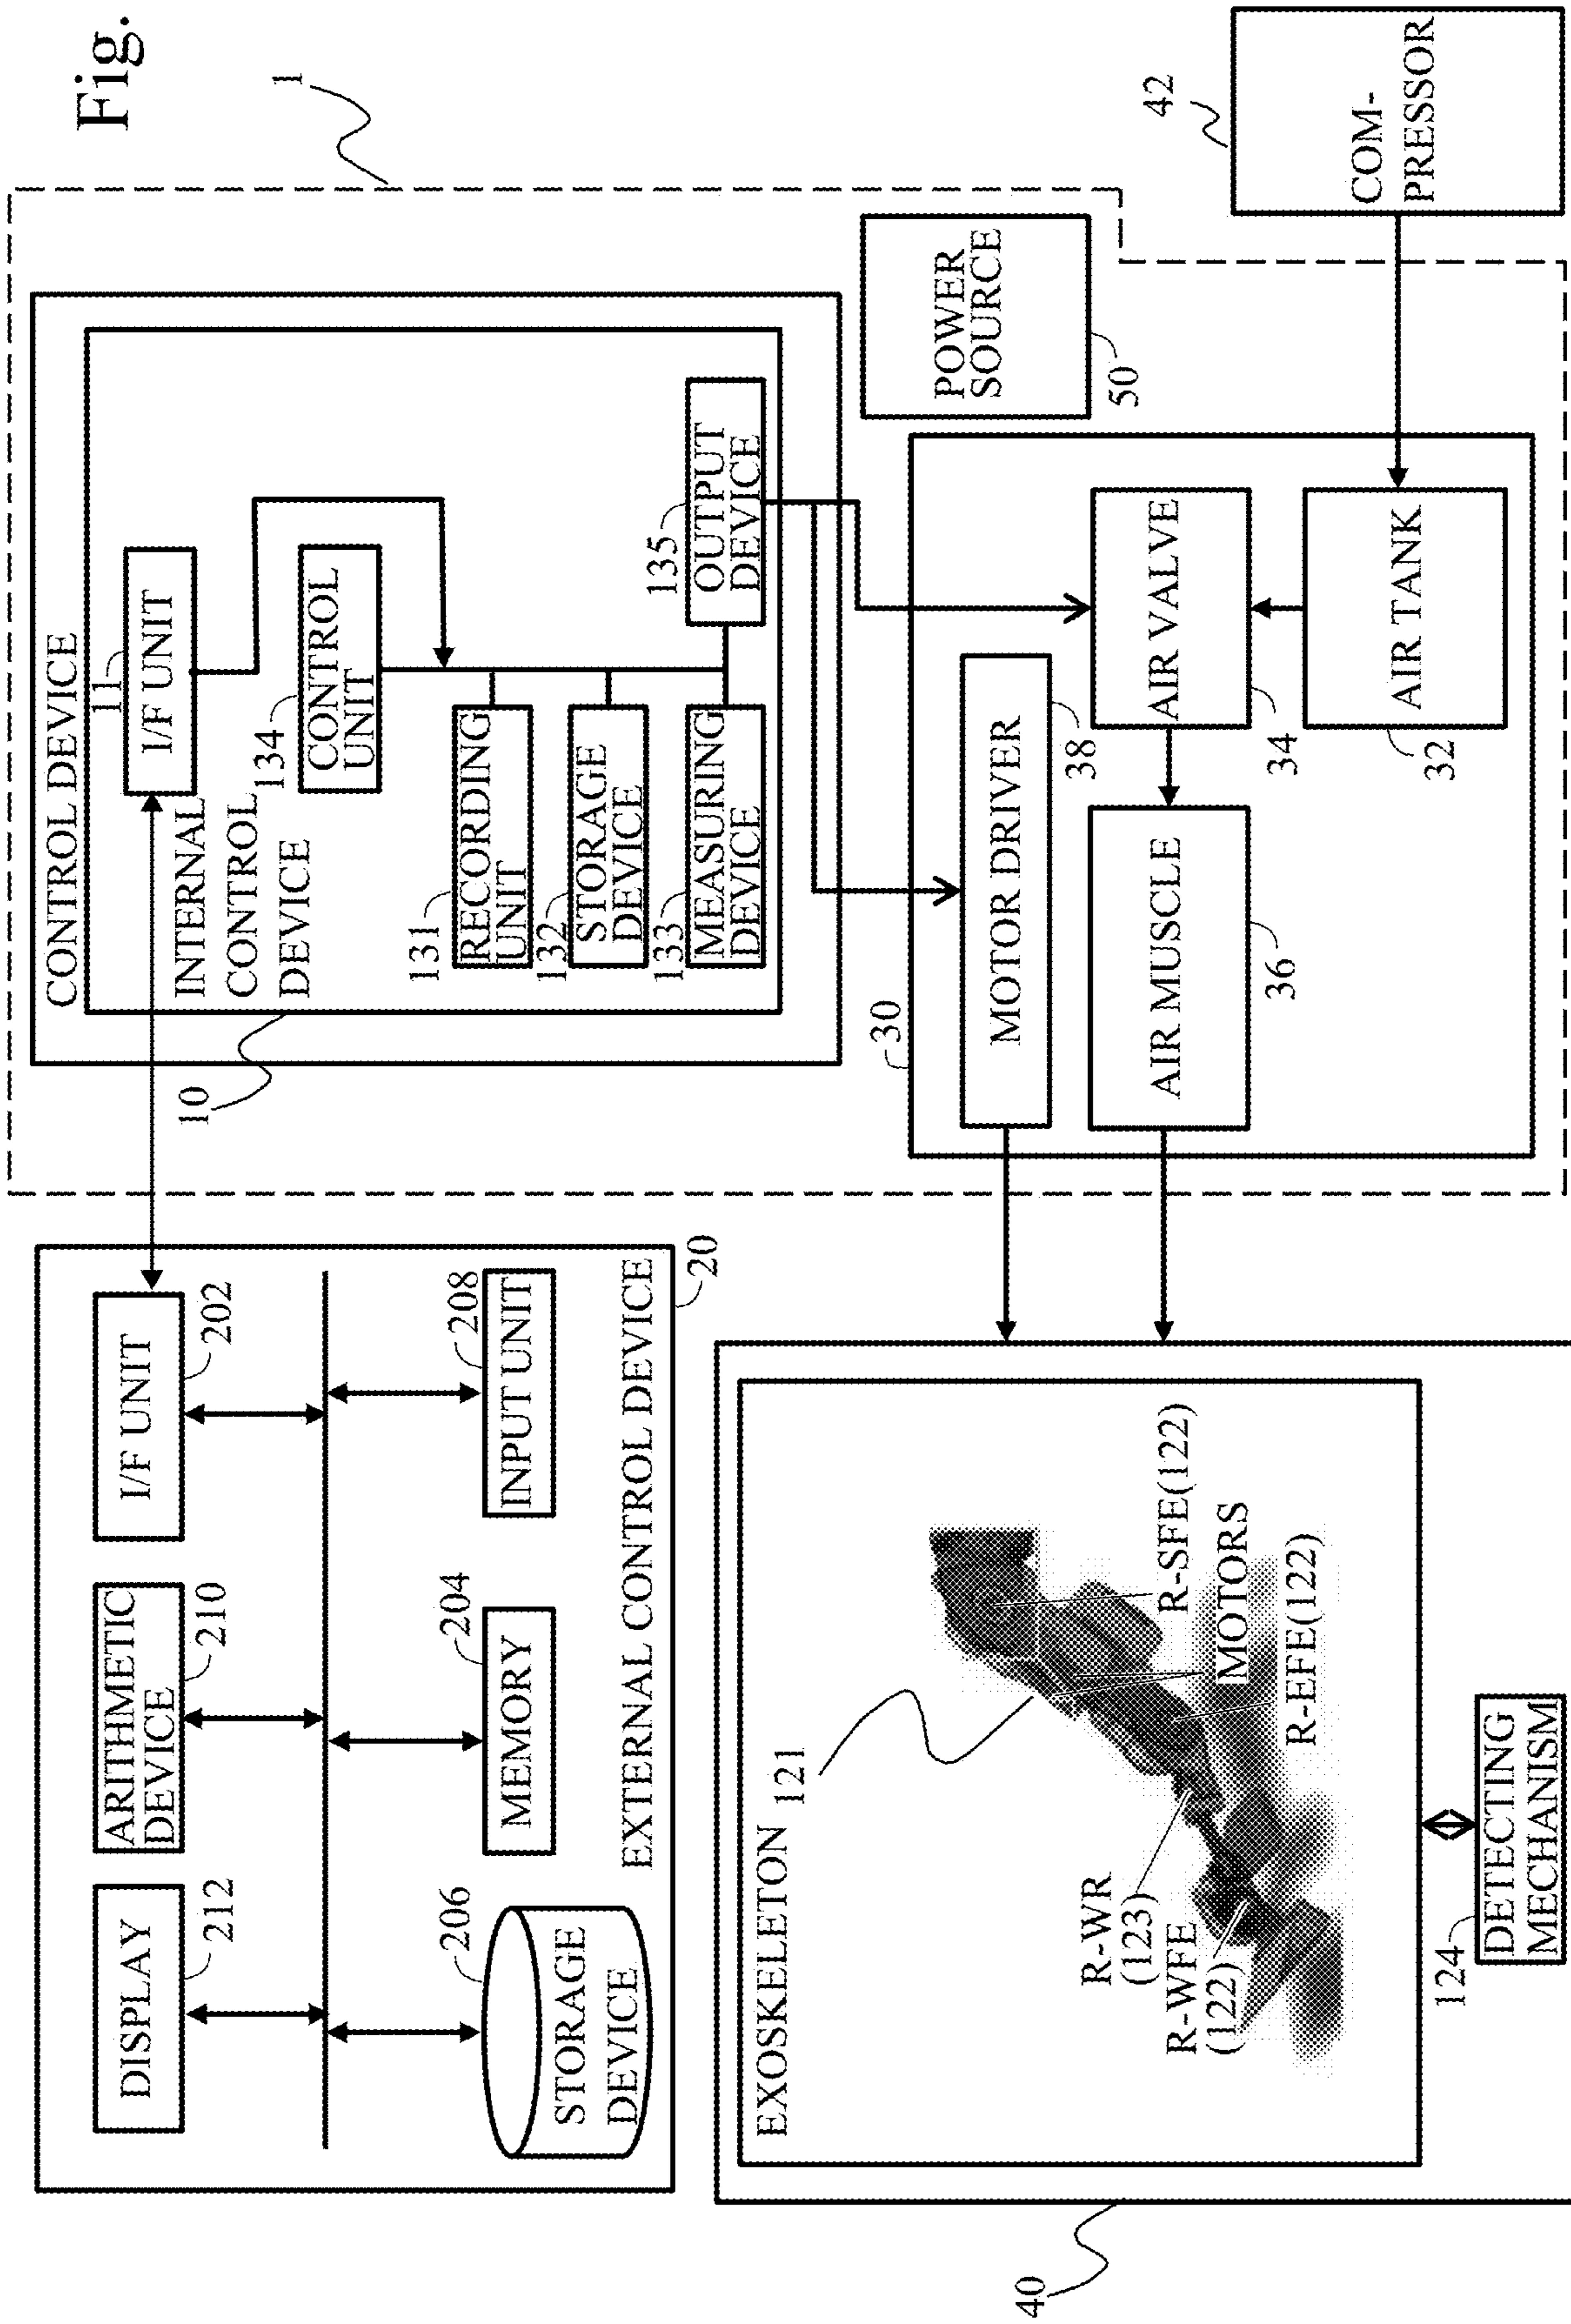 Fig.
1
CONTROL DEVICE
11
I/F UNIT
INTERNAL
CONTROL
DEVICE
134
CONTROL
UNIT
131
RECORDING
UNIT
132
STORAGE
DEVICE
133
MEASURING
DEVICE
135
OUTPUT
DEVICE
10
POWER
SOURCE
50
42
COM-
PRESSOR
30
MOTOR DRIVER
38
AIR MUSCLE
36
AIR VALVE
34
AIR TANK
32
DISPLAY
212
ARITHMETIC
DEVICE
210
I/F UNIT
202
206
STORAGE
DEVICE
204
MEMORY
208
INPUT UNIT
EXTERNAL CONTROL DEVICE
20
EXOSKELETON
121
R-WR
(123)
R-WFE
(122)
R-SFE(122)
MOTORS
R-EFE(122)
124
DETECTING
MECHANISM
40